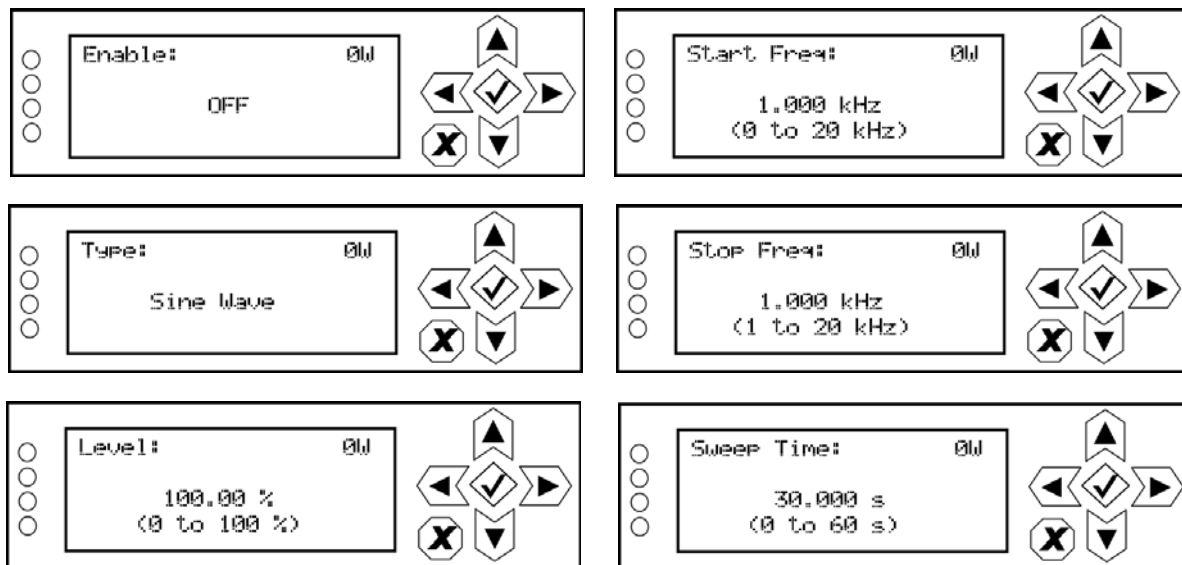 Enable: 0W
OFF
Start Freq: 0W
1.000 kHz
(0 to 20 kHz)
Type: 0W
Sine Wave
Stop Freq: 0W
1.000 kHz
(1 to 20 kHz)
Level: 0W
100.00 %
(0 to 100 %)
Sweep Time: 0W
30.000 s
(0 to 60 s)